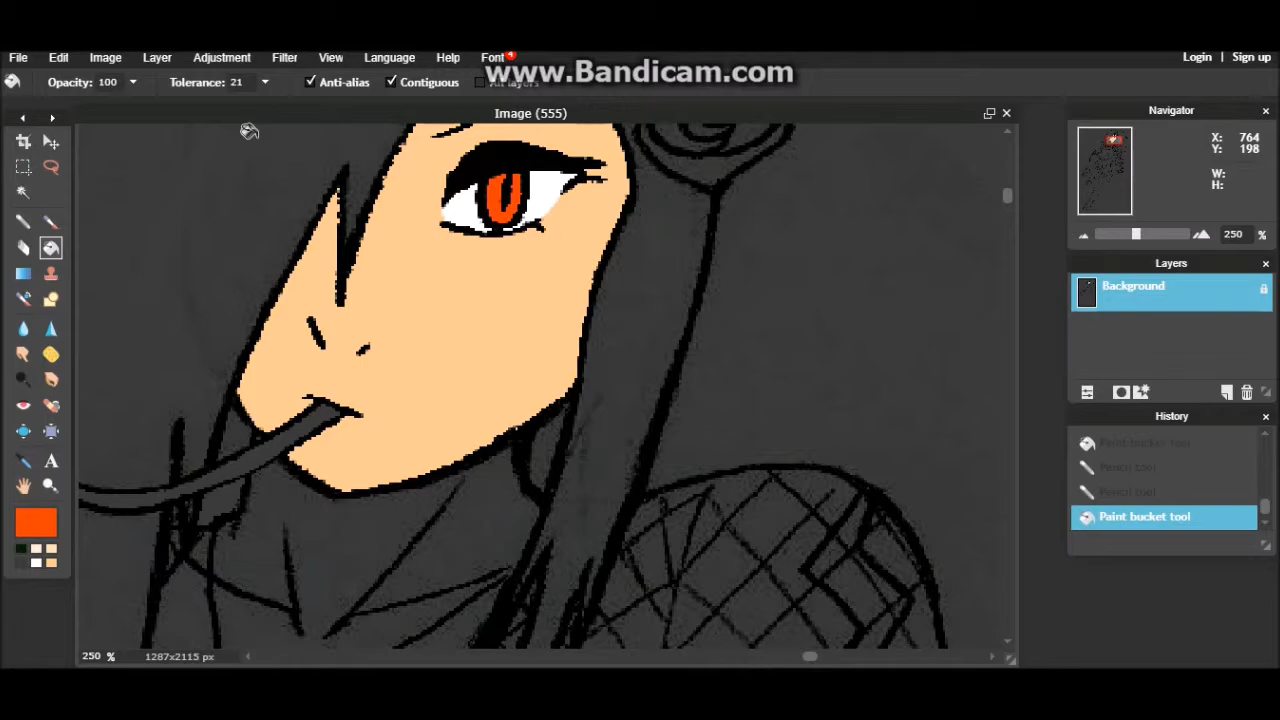 File Edit Image Layer Adjustment Filter View Language Help Font 4 Login Sign up
www.Bandicam.com
Opacity: 100 Tolerance: 21 Anti-alias Contiguous All layers
Image (555)
Navigator
X: 764
Y: 198
W:
H:
250 %
Layers
Background
History
Paint bucket tool
Pencil tool
Pencil tool
Paint bucket tool
A
250 % 1287x2115 px